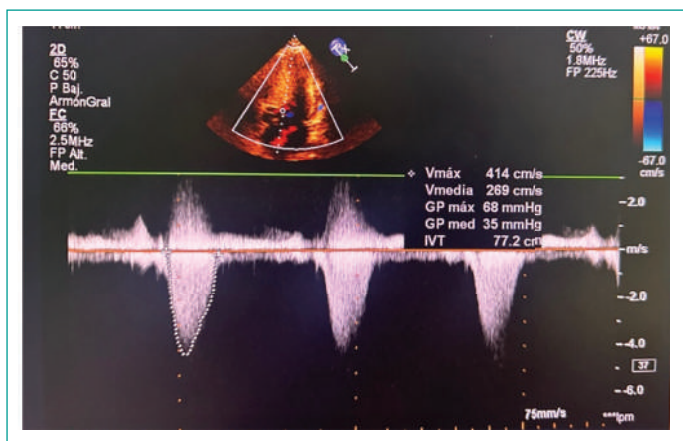 2D
65%
C 50
P Baj.
ArmónGral
FC
66%
2.5MHz
FP Alt.
Med.
CW
50%
1.8MHz
FP 225Hz
+67.0
-67.0
cm/s
Vmáx 414 cm/s
Vmedia 269 cm/s
GP máx 68 mmHg
GP med 35 mmHg
IVT 77.2 cm
-2.0
m/s
-2.0
-4.0
37
-6.0
75mm/s
***lpm